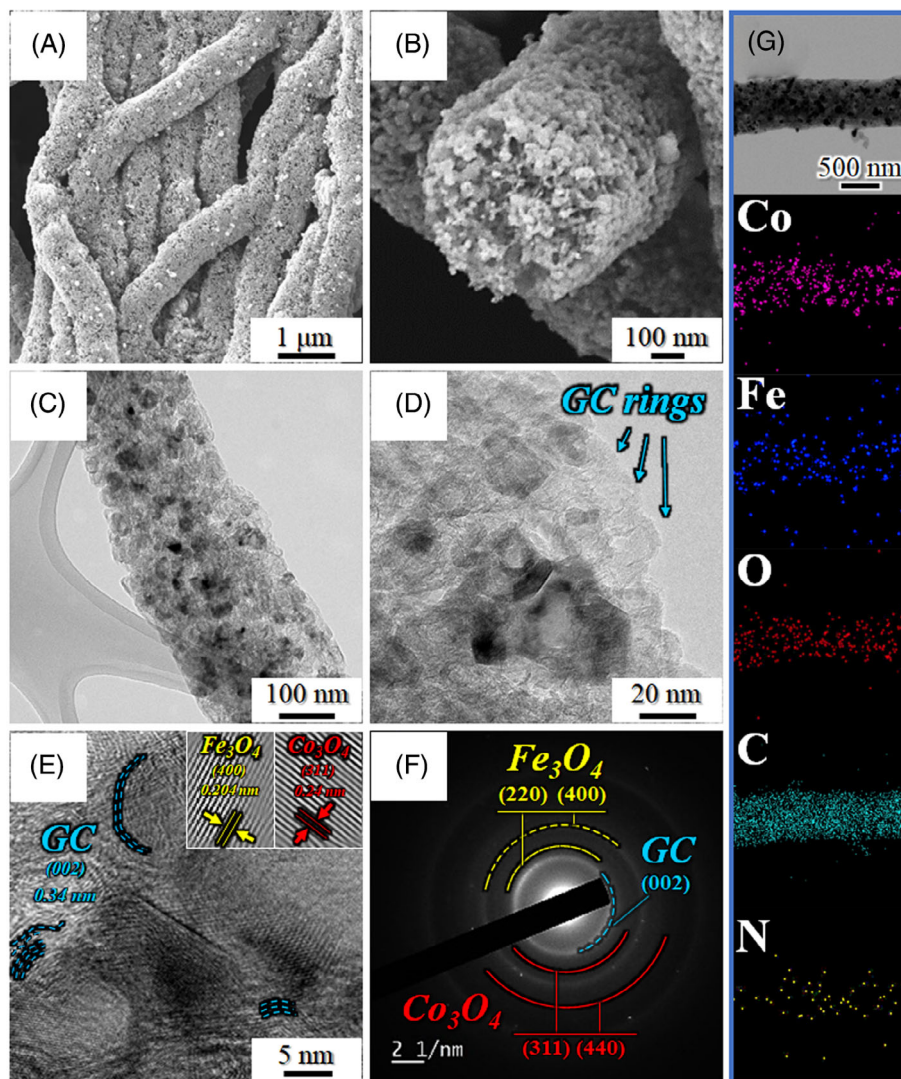 (A)
1 μm
(B)
100 nm
(C)
100 nm
(D)
GC rings
20 nm
(E)
GC
(002)
0.34 nm
Fe₃O₄
(400)
0.204 nm
Co₃O₄
(311)
0.24 nm
5 nm
(F)
Fe₃O₄
(220) (400)
GC
(002)
Co₃O₄
(311) (440)
2 1/nm
(G)
500 nm
Co
Fe
O
C
N